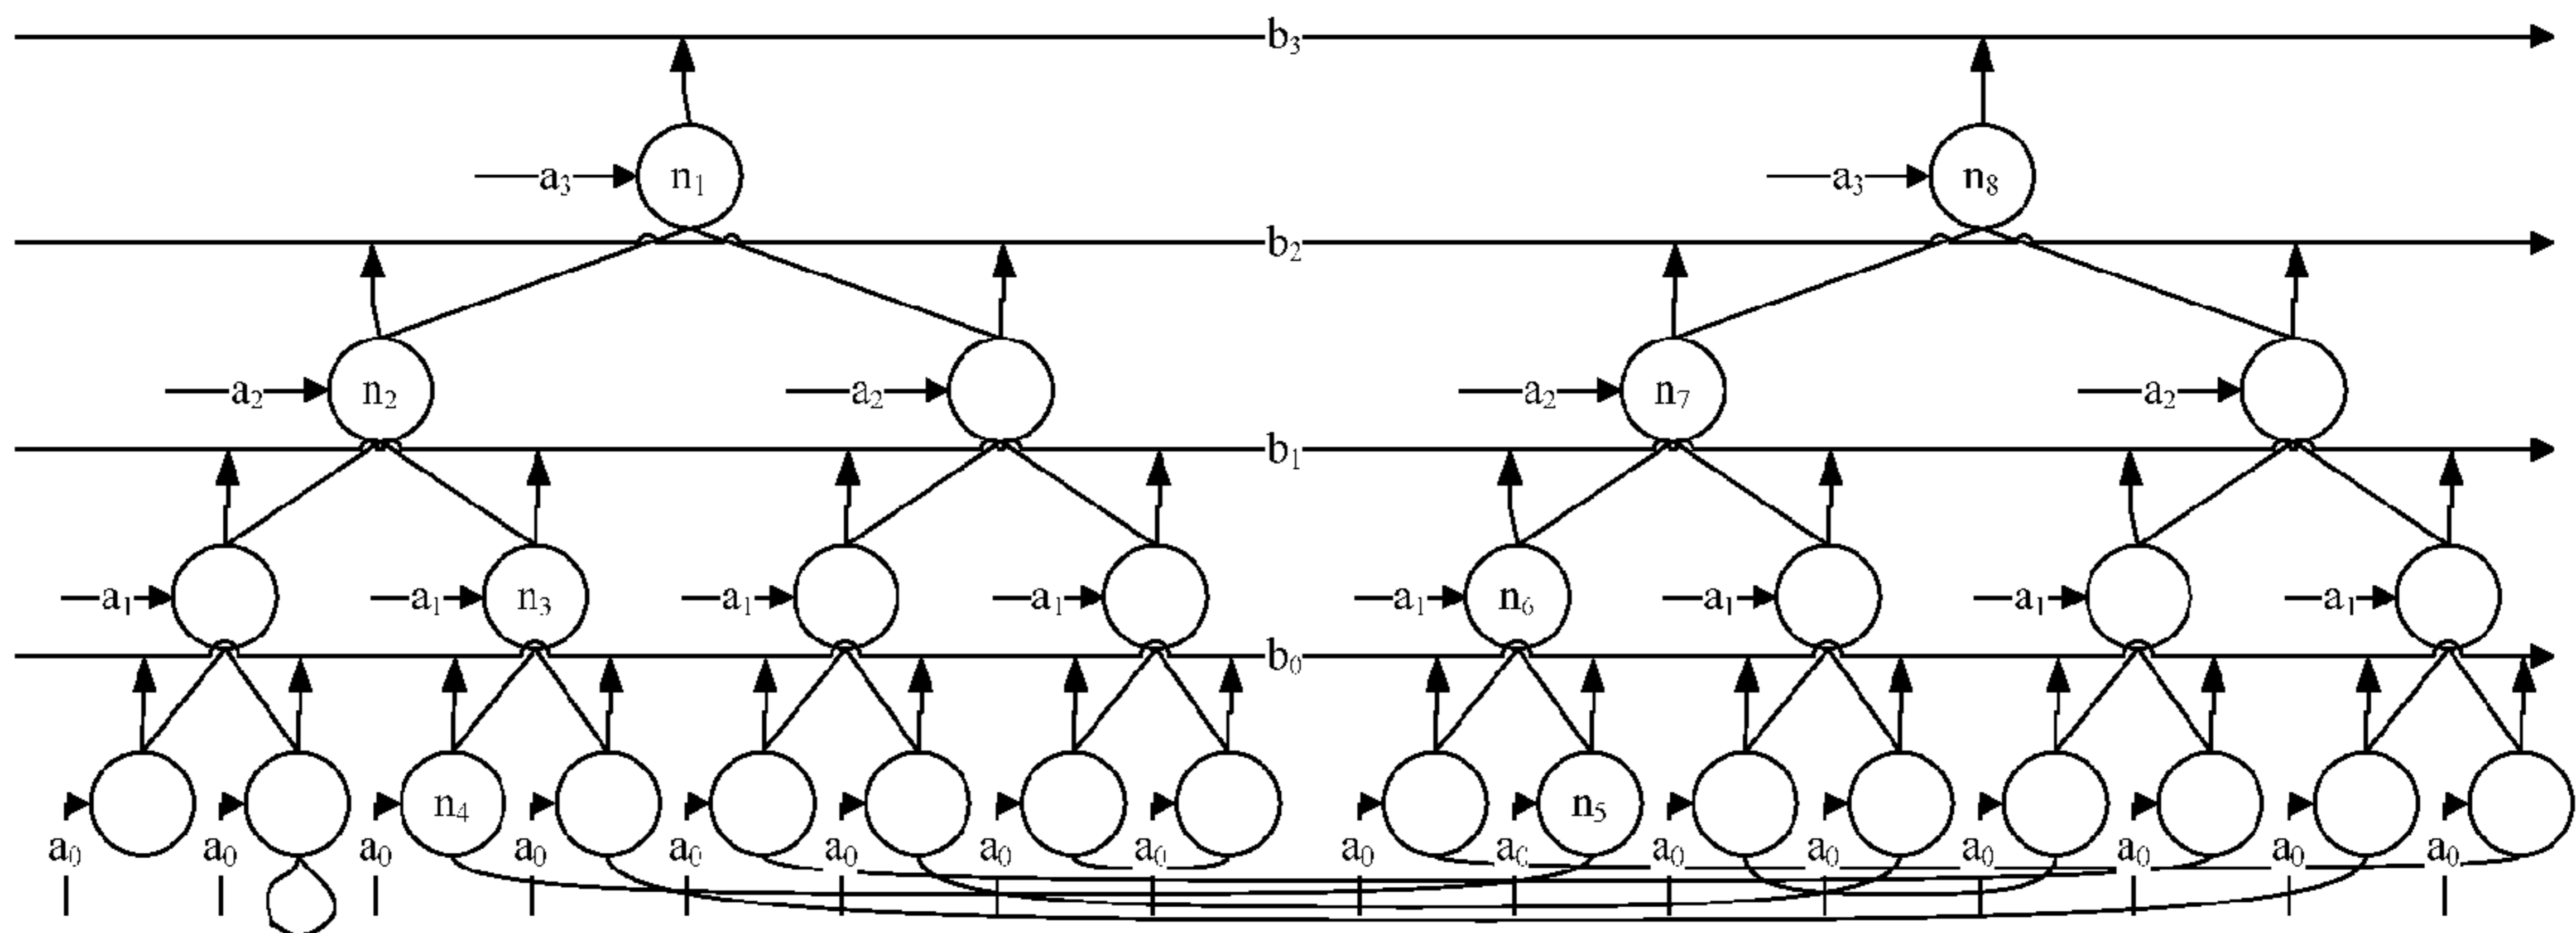 b₃
a₃ n₁ a₃ n₈
b₂
a₂ n₂ a₂ a₂ n₇ a₂
b₁
a₁ a₁ n₃ a₁ a₁ a₁ n₆ a₁ a₁ a₁
b₀
n₄ n₅
a₀ a₀ a₀ a₀ a₀ a₀ a₀ a₀ a₀ a₀ a₀ a₀ a₀ a₀ a₀ a₀